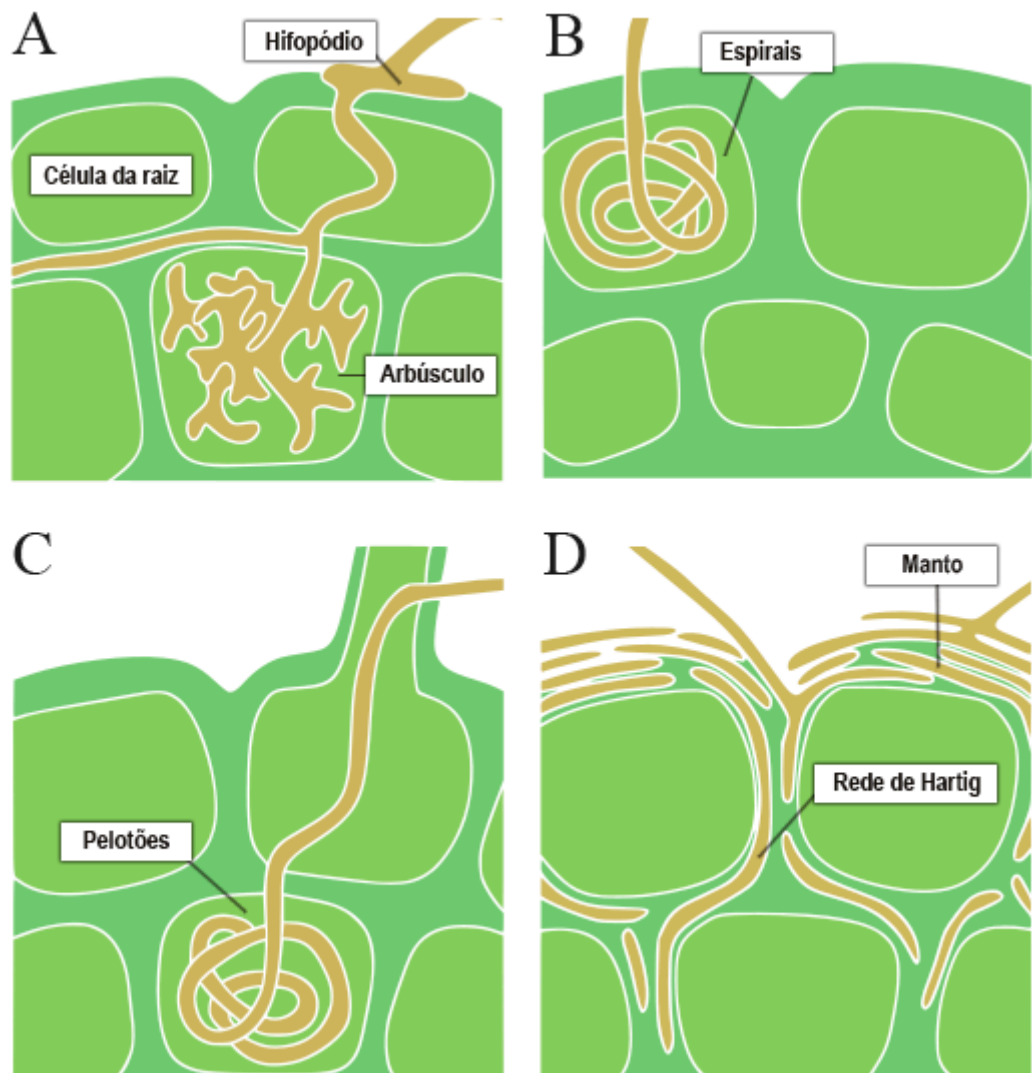 A
Hifopódio
Célula da raiz
Arbúsculo
B
Espirais
C
Pelotões
D
Manto
Rede de Hartig